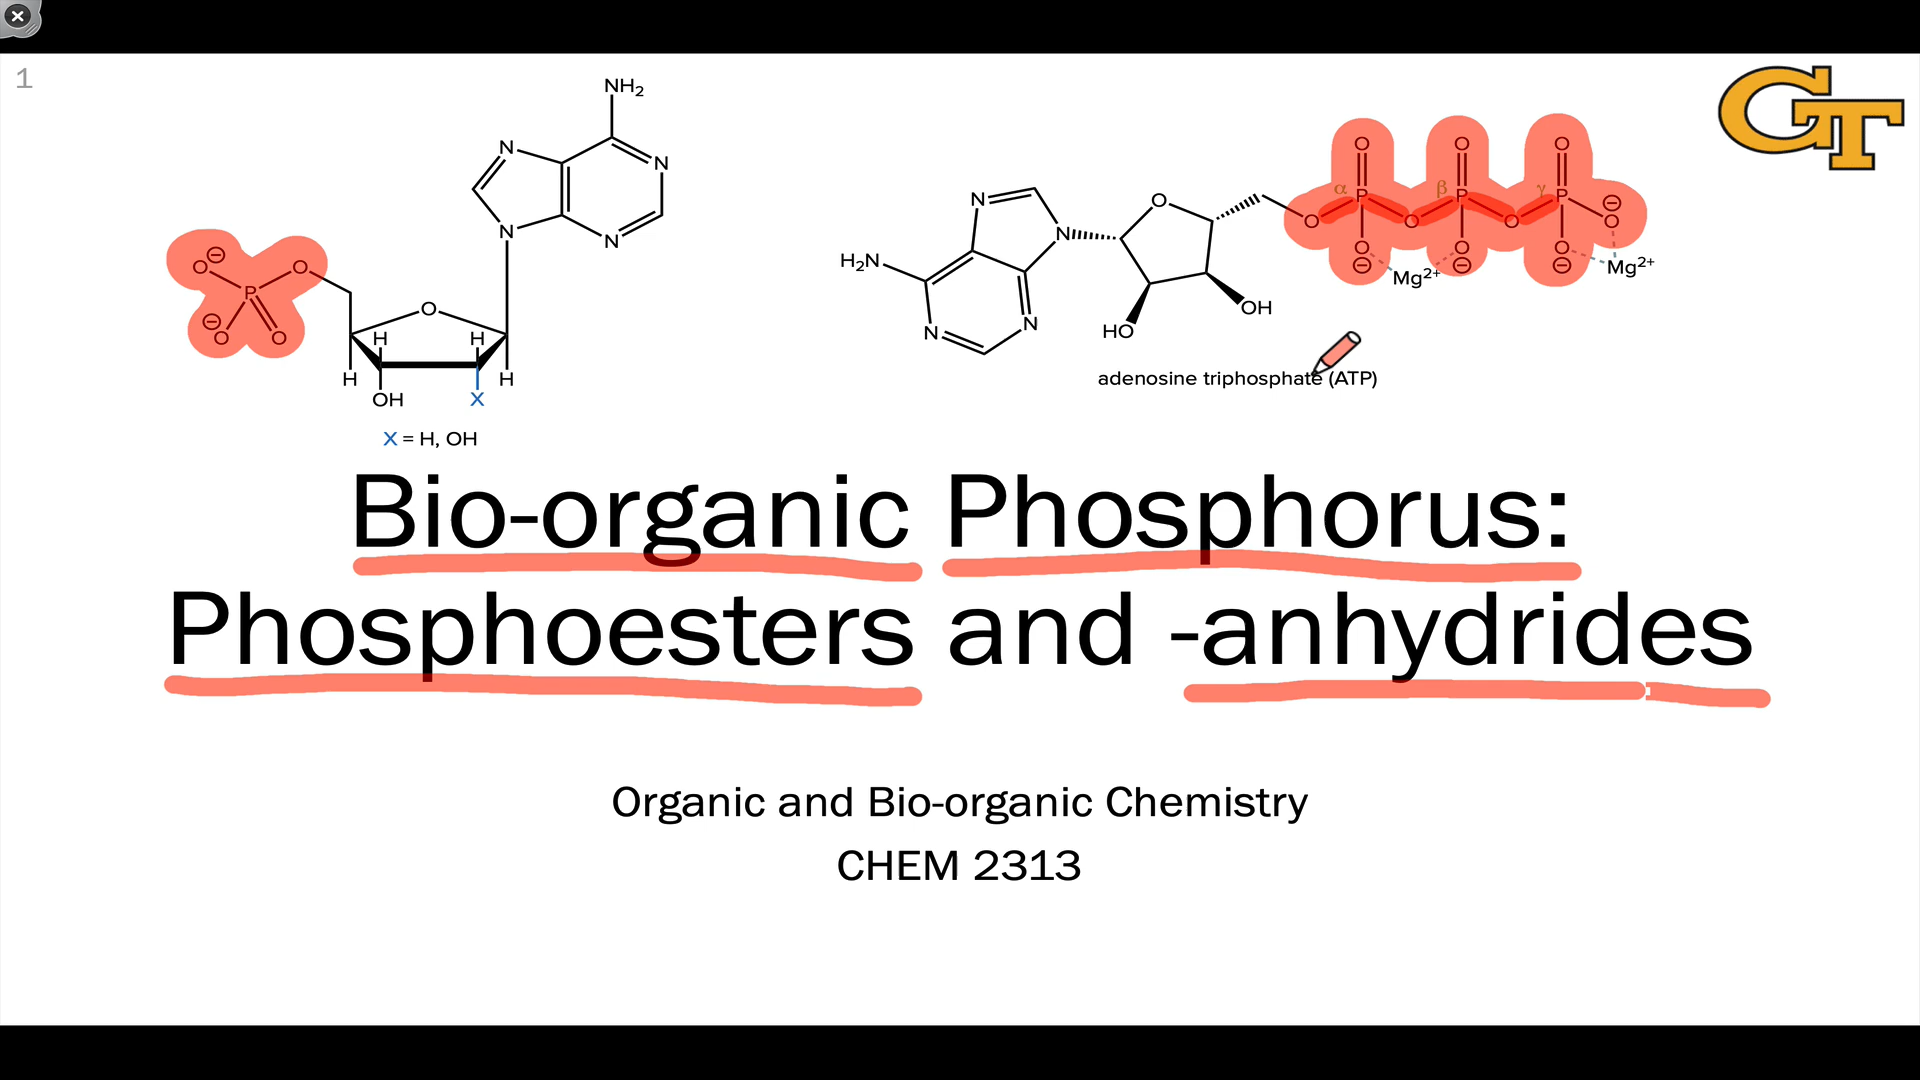 1
GT
NH₂
N
N
N
N
O
⊖
O
P
⊖
O
O
O
H
H
H
H
OH
X
X = H, OH
O
O
O
α
β
γ
P
P
P
O
O
O
O
⊖
O
⊖
O
⊖
O
⊖
Mg²⁺
Mg²⁺
N
N
O
H₂N
N
N
HO
OH
adenosine triphosphate (ATP)
Bio-organic Phosphorus:
Phosphoesters and -anhydrides
Organic and Bio-organic Chemistry
CHEM 2313